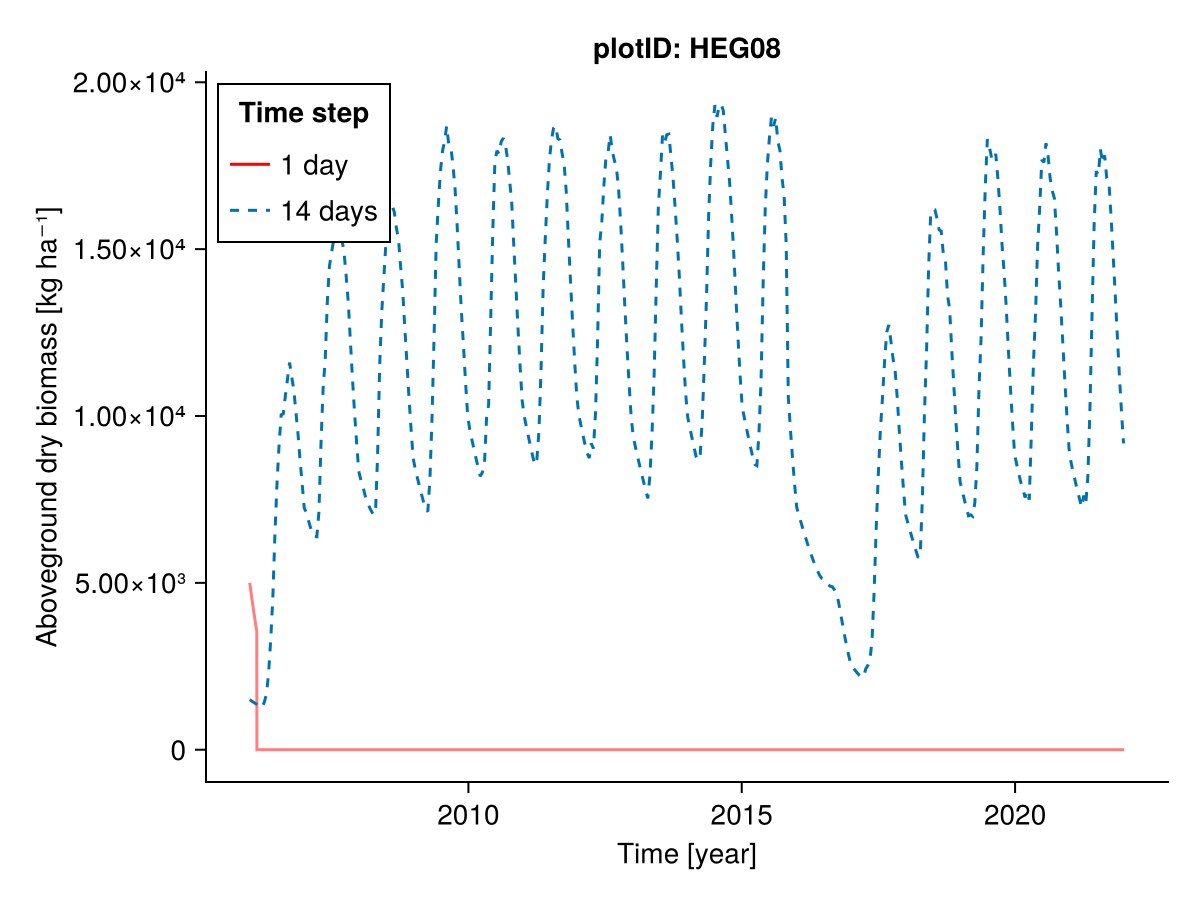 plotID: HEG08
2.00×10⁴
1.50×10⁴
1.00×10⁴
5.00×10³
0
Aboveground dry biomass [kg ha⁻¹]
Time step
1 day
14 days
2010
2015
2020
Time [year]